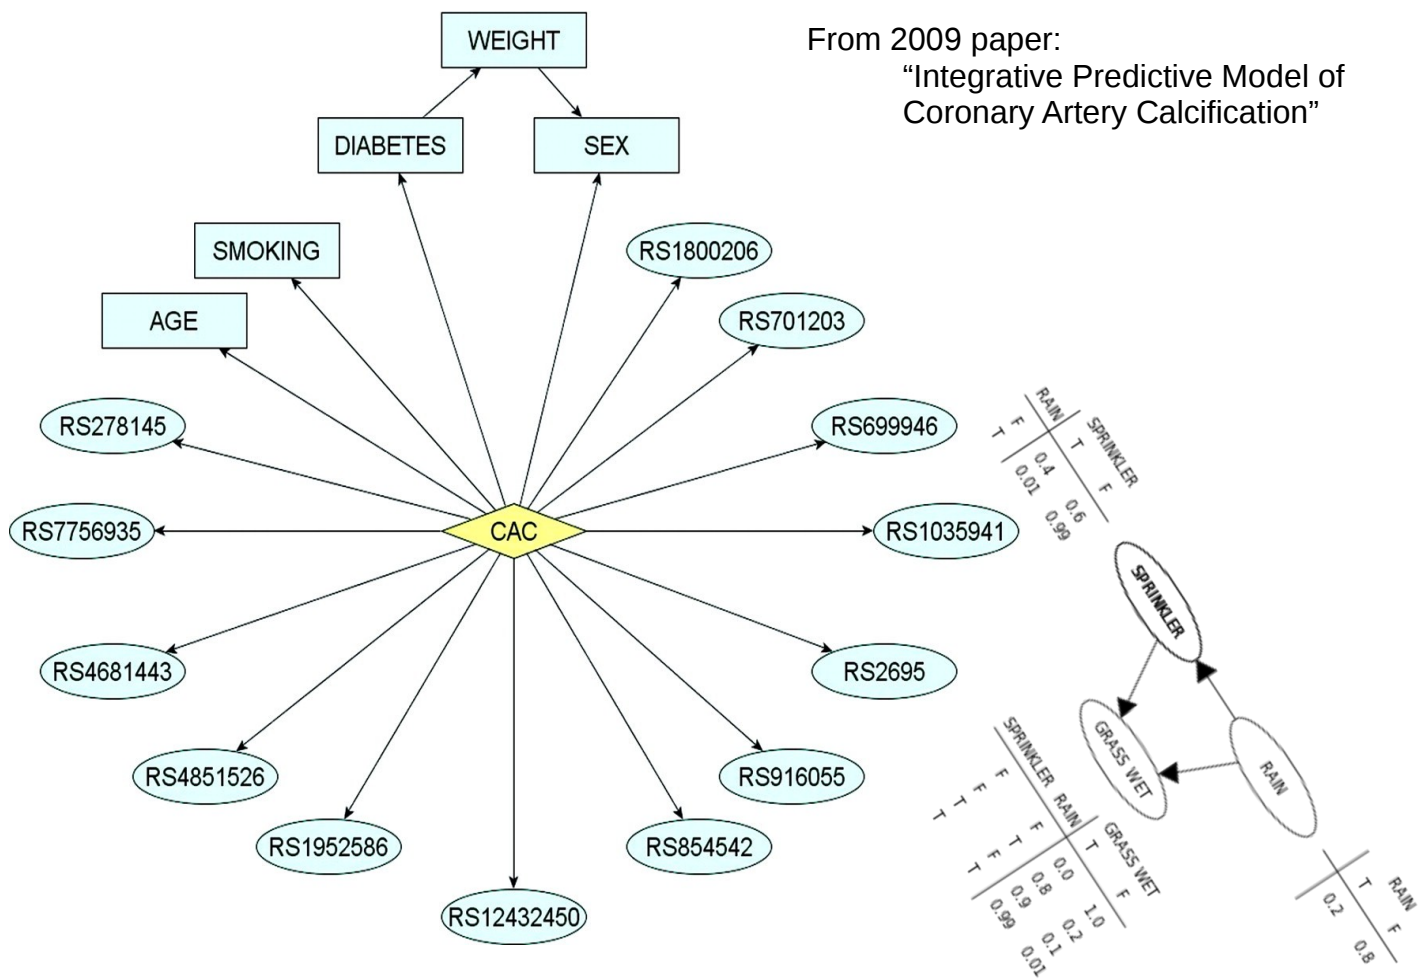 From 2009 paper:
“Integrative Predictive Model of
Coronary Artery Calcification”
WEIGHT
DIABETES
SEX
SMOKING
RS1800206
AGE
RS701203
RS278145
RS699946
RS7756935
CAC
RS1035941
RS4681443
RS2695
RS4851526
RS916055
RS1952586
RS854542
RS12432450
SPRINKLER
RAIN T F
F 0.4 0.6
T 0.01 0.99
SPRINKLER
GRASS WET
RAIN
GRASS WET
SPRINKLER RAIN T F
F F 0.0 1.0
F T 0.8 0.2
T F 0.9 0.1
T T 0.99 0.01
RAIN
T F
0.2 0.8